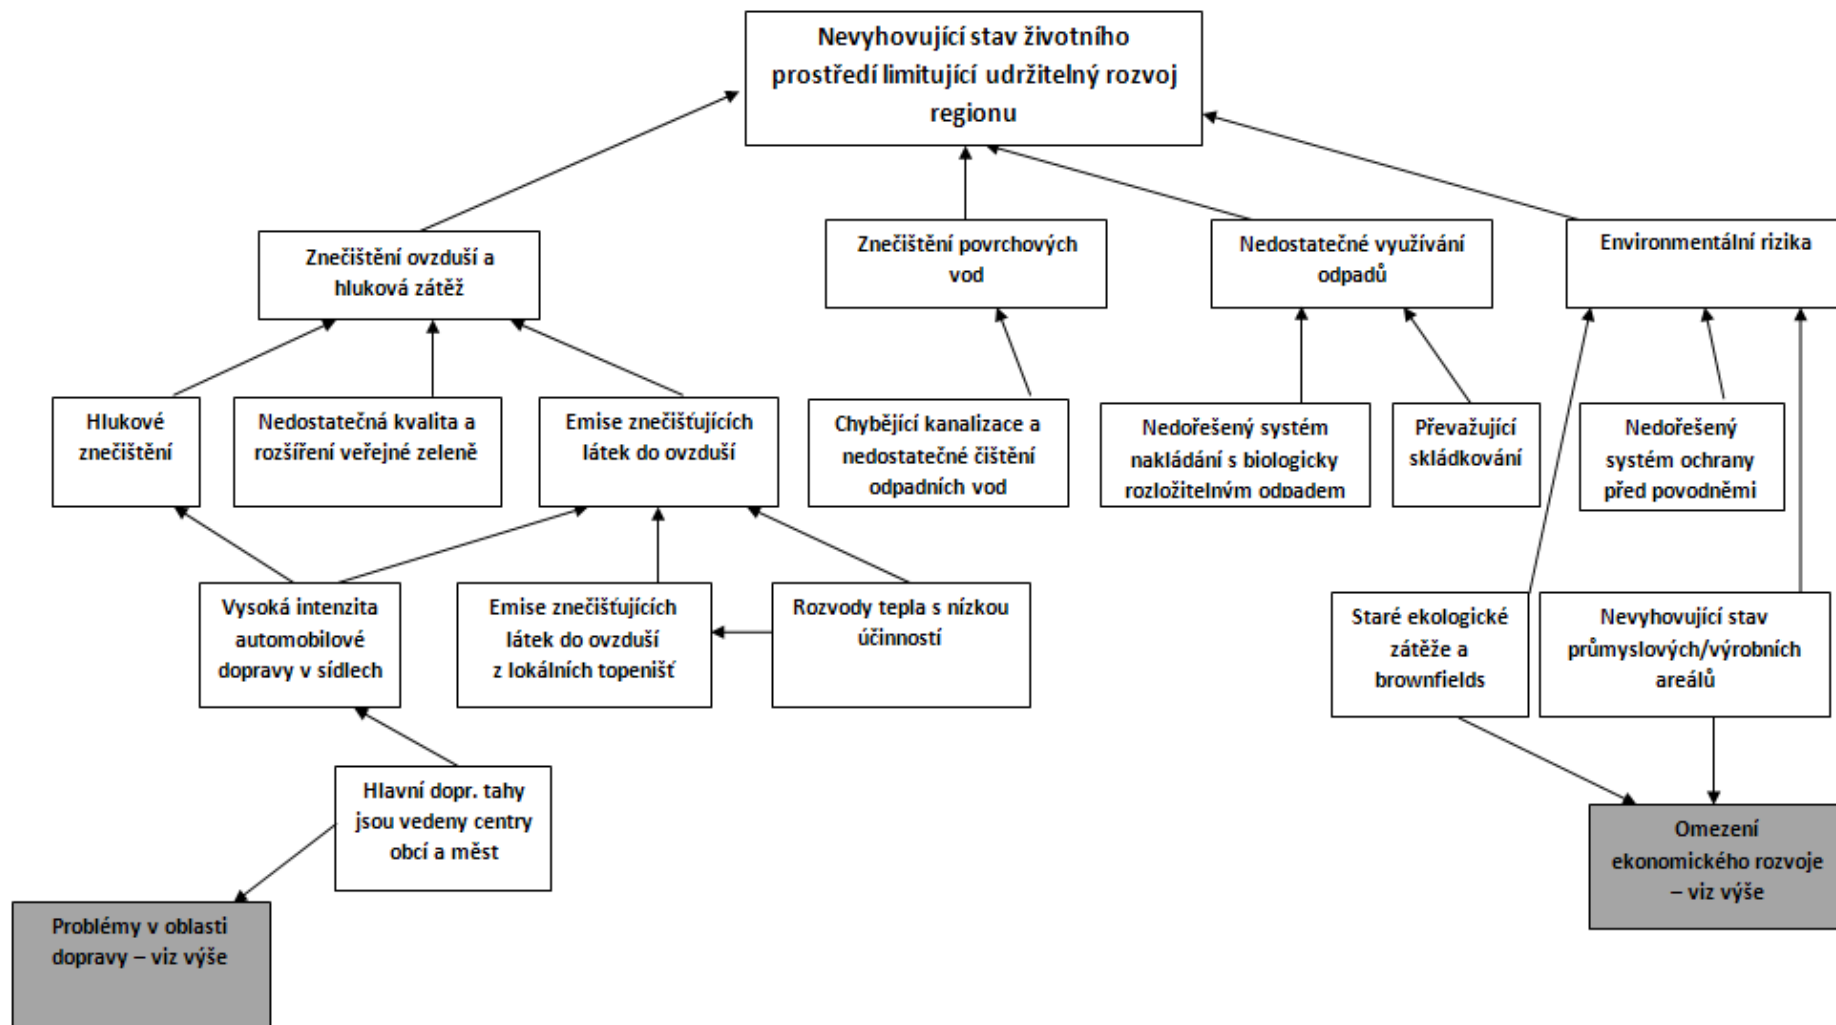 Nevyhovující stav životního
prostředí limitující udržitelný rozvoj
regionu
Znečištění ovzduší a
hluková zátěž
Znečištění povrchových
vod
Nedostatečné využívání
odpadů
Environmentální rizika
Hlukové
znečištění
Nedostatečná kvalita a
rozšíření veřejné zeleně
Emise znečišťujících
látek do ovzduší
Chybějící kanalizace a
nedostatečné čištění
odpadních vod
Nedořešený systém
nakládání s biologicky
rozložitelným odpadem
Převažující
skládkování
Nedořešený
systém ochrany
před povodněmi
Vysoká intenzita
automobilové
dopravy v sídlech
Emise znečišťujících
látek do ovzduší
z lokálních topenišť
Rozvody tepla s nízkou
účinností
Staré ekologické
zátěže a
brownfields
Nevyhovující stav
průmyslových/výrobních
areálů
Hlavní dopr. tahy
jsou vedeny centry
obcí a měst
Omezení
ekonomického rozvoje
– viz výše
Problémy v oblasti
dopravy – viz výše